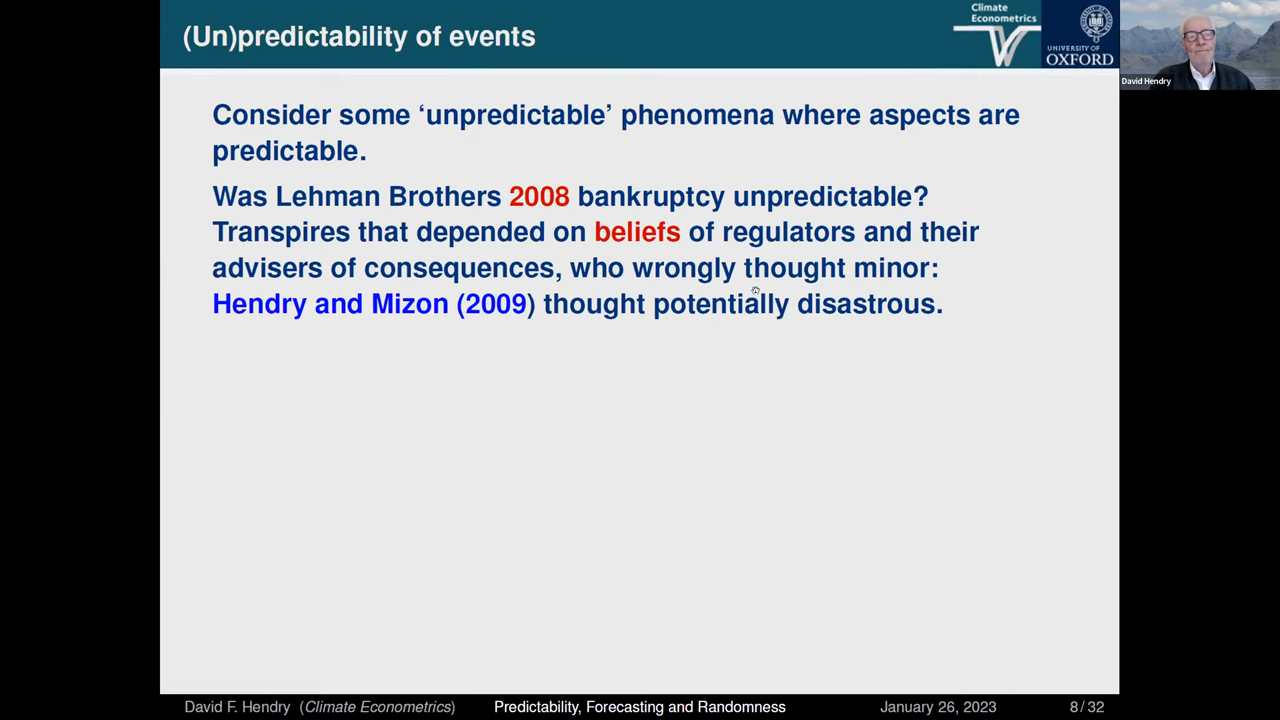 (Un)predictability of events
Climate
Econometrics
UNIVERSITY OF
OXFORD
David Hendry
Consider some ‘unpredictable’ phenomena where aspects are
predictable.
Was Lehman Brothers 2008 bankruptcy unpredictable?
Transpires that depended on beliefs of regulators and their
advisers of consequences, who wrongly thought minor:
Hendry and Mizon (2009) thought potentially disastrous.
David F. Hendry (Climate Econometrics) Predictability, Forecasting and Randomness January 26, 2023 8 / 32